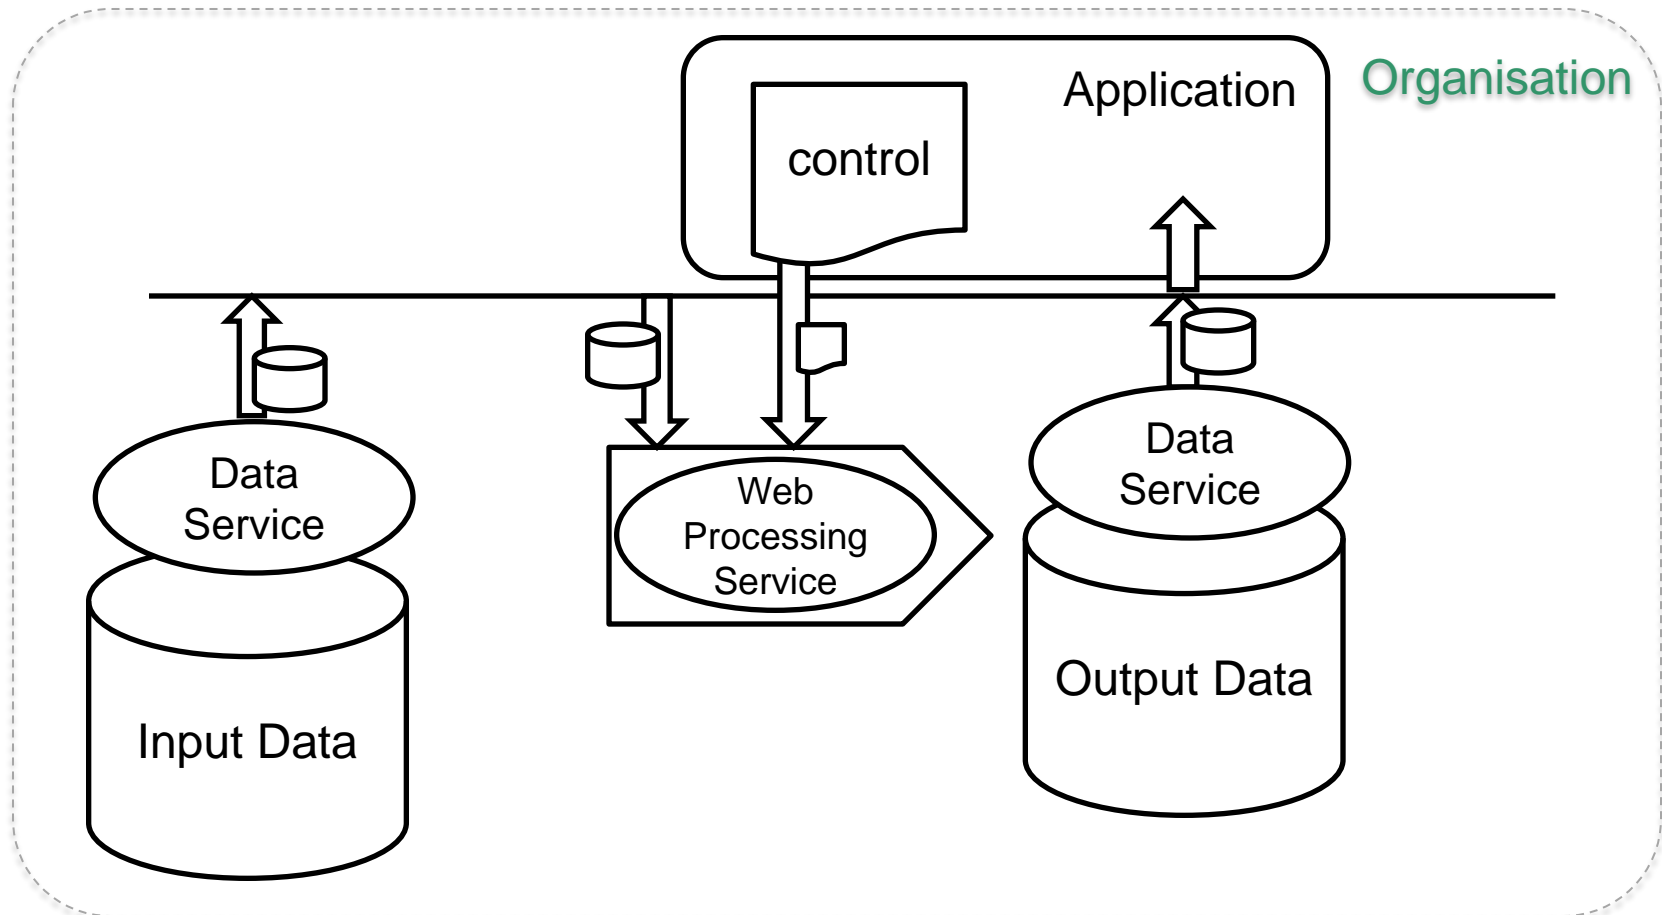 Organisation
Application
control
Data
Service
Input Data
Web
Processing
Service
Data
Service
Output Data